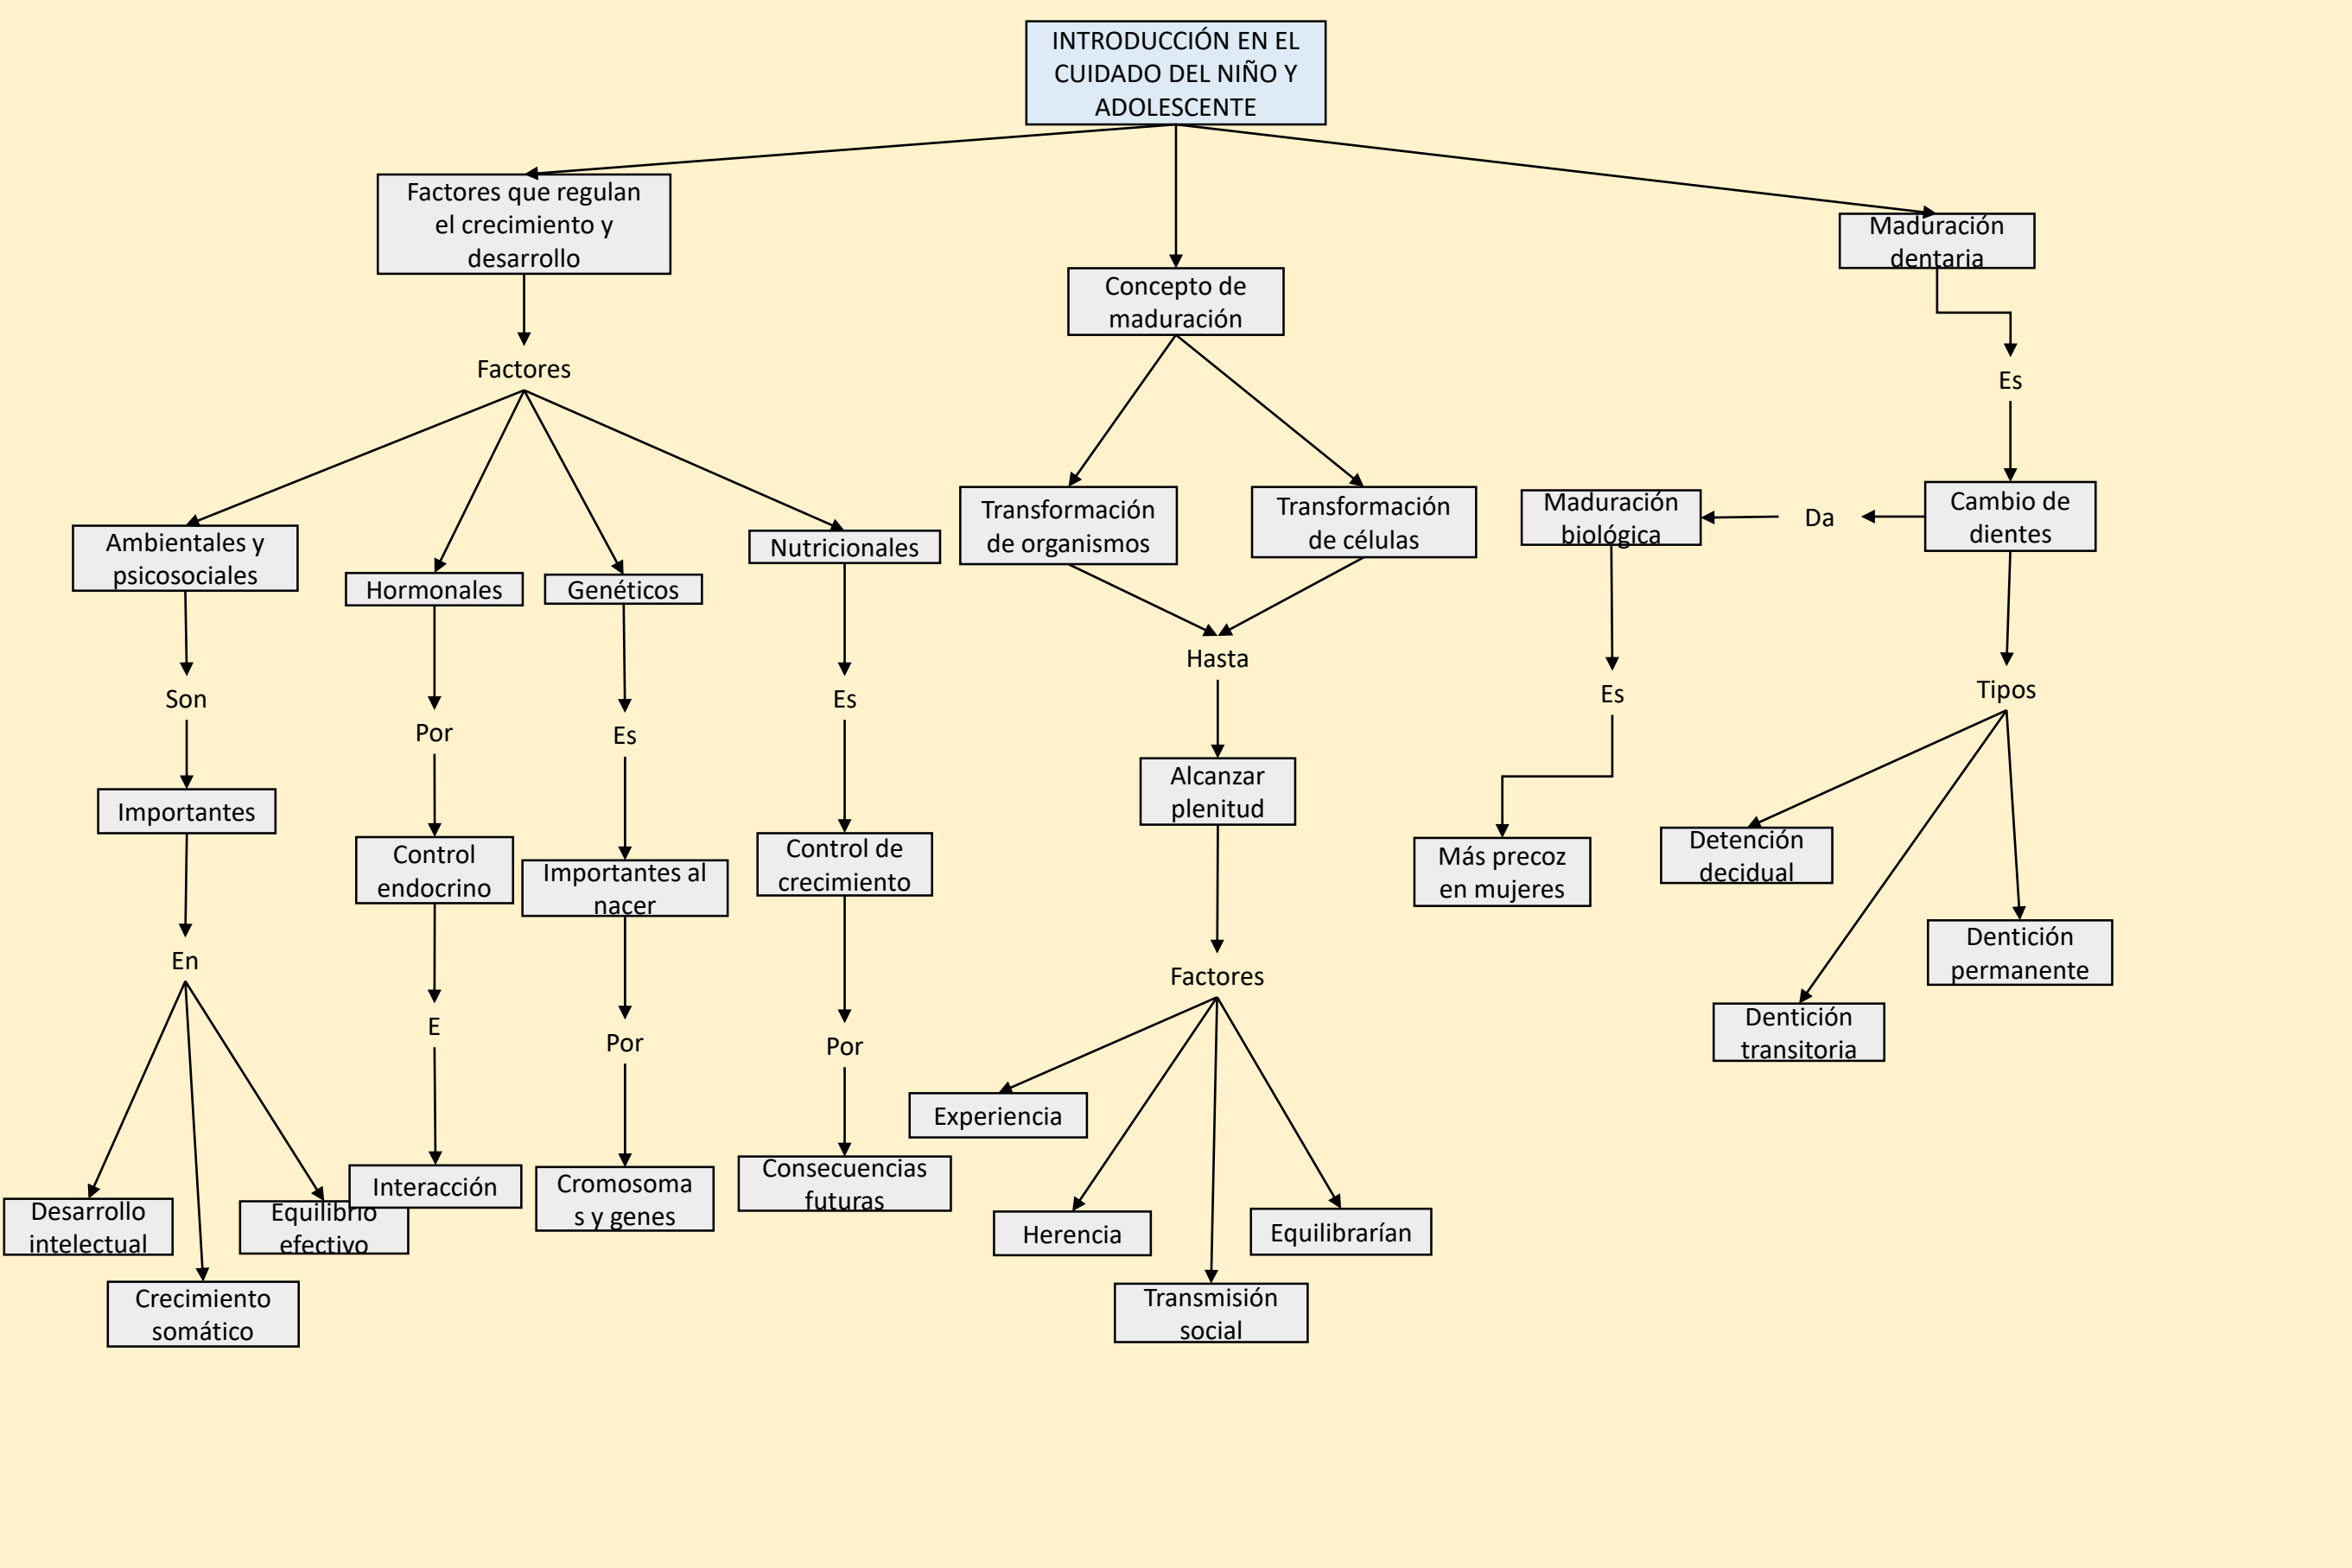 INTRODUCCIÓN EN EL
CUIDADO DEL NIÑO Y
ADOLESCENTE
Factores que regulan
el crecimiento y
desarrollo
Concepto de
maduración
Maduración
dentaria
Factores
Es
Ambientales y
psicosociales
Hormonales
Genéticos
Nutricionales
Transformación
de organismos
Transformación
de células
Maduración
biológica
Da
Cambio de
dientes
Son
Por
Es
Es
Hasta
Es
Tipos
Importantes
Control
endocrino
Importantes al
nacer
Control de
crecimiento
Alcanzar
plenitud
Más precoz
en mujeres
Detención
decidual
Dentición
permanente
Dentición
transitoria
En
E
Por
Por
Factores
Desarrollo
intelectual
Crecimiento
somático
Equilibrio
efectivo
Interacción
Cromosoma
s y genes
Consecuencias
futuras
Experiencia
Herencia
Transmisión
social
Equilibrarían